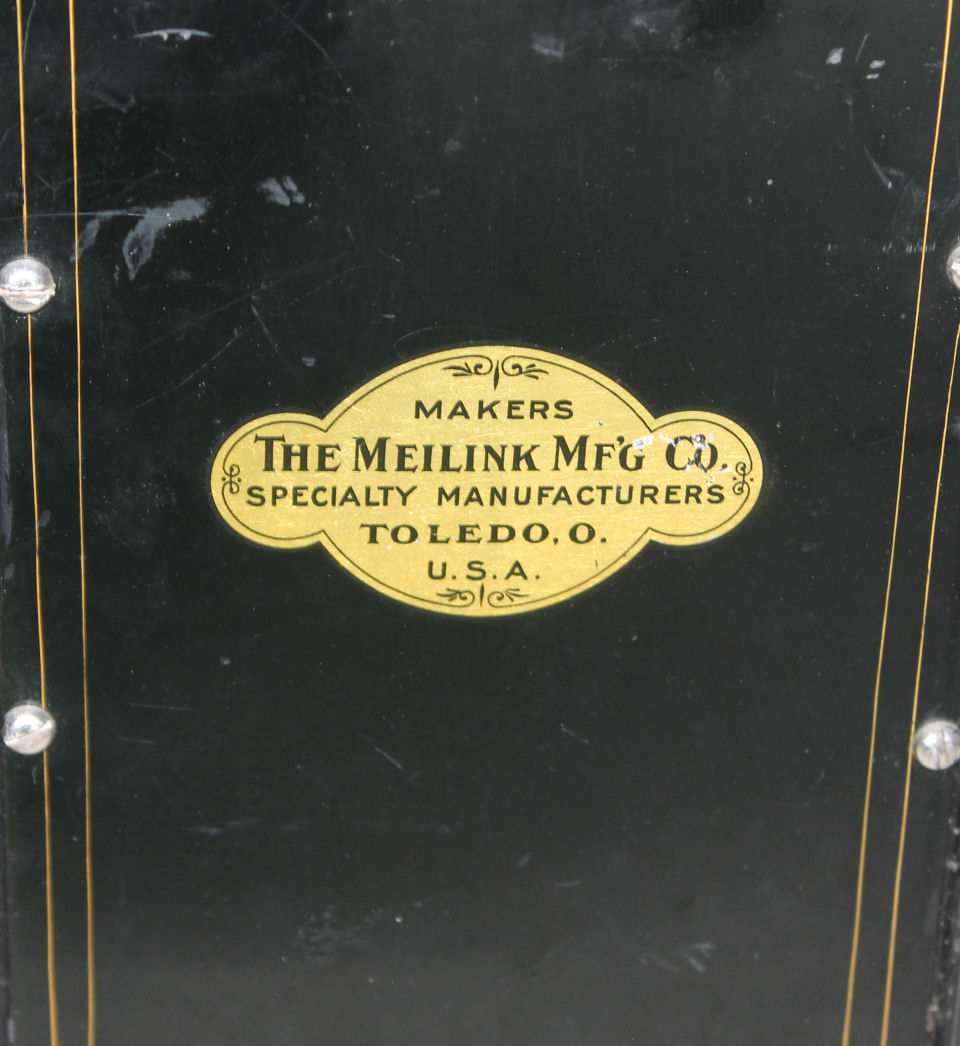 MAKERS
THE MEILINK MF'G CO.
SPECIALTY MANUFACTURERS
TOLEDO, O.
U.S.A.